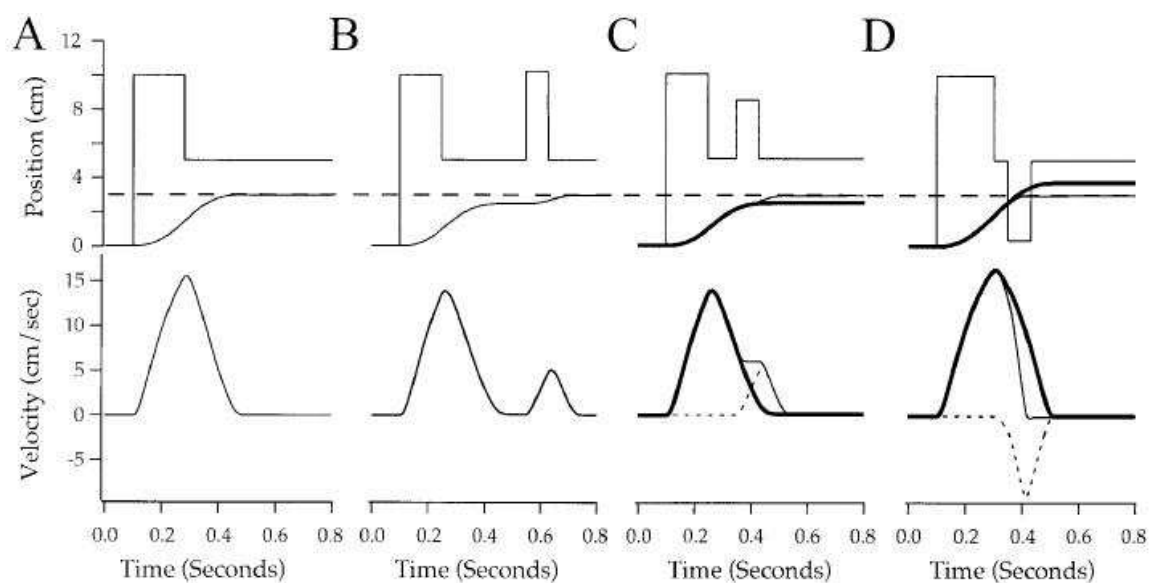 A B C D
Position (cm)
12
8
4
0
Velocity (cm/sec)
15
10
5
0
-5
0.0 0.2 0.4 0.6 0.8 0.0 0.2 0.4 0.6 0.8 0.0 0.2 0.4 0.6 0.8 0.0 0.2 0.4 0.6 0.8
Time (Seconds) Time (Seconds) Time (Seconds) Time (Seconds)